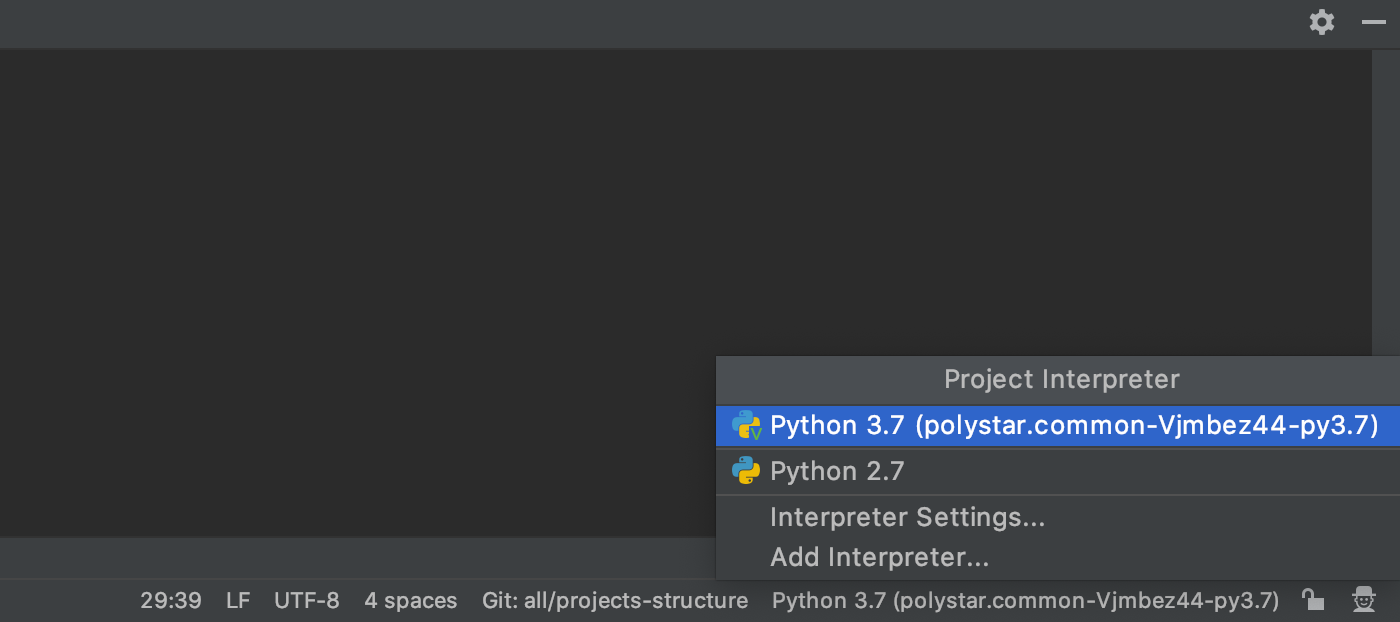 Project Interpreter
Python 3.7 (polystar.common-Vjmbez44-py3.7)
Python 2.7
Interpreter Settings...
Add Interpreter...
29:39 LF UTF-8 4 spaces Git: all/projects-structure Python 3.7 (polystar.common-Vjmbez44-py3.7)